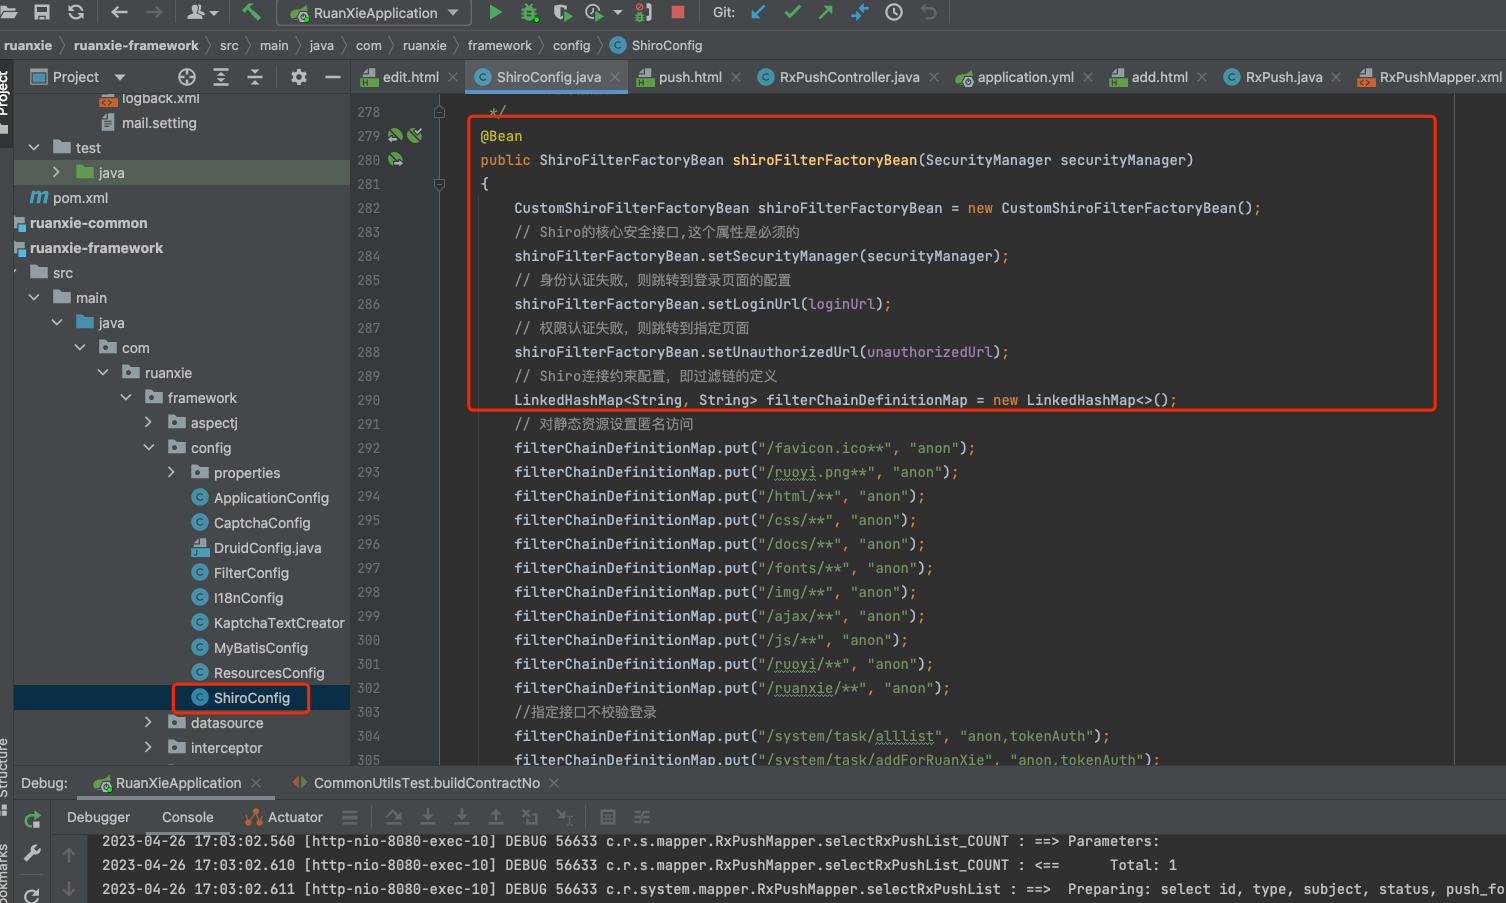 RuanXieApplication
Git:
ruanxie
ruanxie-framework
src
main
java
com
ruanxie
framework
config
ShiroConfig
Project
Project
edit.html
ShiroConfig.java
push.html
RxPushController.java
application.yml
add.html
RxPush.java
RxPushMapper.xml
logback.xml
mail.setting
test
java
pom.xml
ruanxie-common
ruanxie-framework
src
main
java
com
ruanxie
framework
aspectj
config
properties
ApplicationConfig
CaptchaConfig
DruidConfig.java
FilterConfig
I18nConfig
KaptchaTextCreator
MyBatisConfig
ResourcesConfig
ShiroConfig
datasource
interceptor
278 */
279 @Bean
280 public ShiroFilterFactoryBean shiroFilterFactoryBean(SecurityManager securityManager)
281 {
282 CustomShiroFilterFactoryBean shiroFilterFactoryBean = new CustomShiroFilterFactoryBean();
283 // Shiro的核心安全接口,这个属性是必须的
284 shiroFilterFactoryBean.setSecurityManager(securityManager);
285 // 身份认证失败，则跳转到登录页面的配置
286 shiroFilterFactoryBean.setLoginUrl(loginUrl);
287 // 权限认证失败，则跳转到指定页面
288 shiroFilterFactoryBean.setUnauthorizedUrl(unauthorizedUrl);
289 // Shiro连接约束配置，即过滤链的定义
290 LinkedHashMap<String, String> filterChainDefinitionMap = new LinkedHashMap<>();
291 // 对静态资源设置匿名访问
292 filterChainDefinitionMap.put("/favicon.ico**", "anon");
293 filterChainDefinitionMap.put("/ruoyi.png**", "anon");
294 filterChainDefinitionMap.put("/html/**", "anon");
295 filterChainDefinitionMap.put("/css/**", "anon");
296 filterChainDefinitionMap.put("/docs/**", "anon");
297 filterChainDefinitionMap.put("/fonts/**", "anon");
298 filterChainDefinitionMap.put("/img/**", "anon");
299 filterChainDefinitionMap.put("/ajax/**", "anon");
300 filterChainDefinitionMap.put("/js/**", "anon");
301 filterChainDefinitionMap.put("/ruoyi/**", "anon");
302 filterChainDefinitionMap.put("/ruanxie/**", "anon");
303 //指定接口不校验登录
304 filterChainDefinitionMap.put("/system/task/alllist", "anon,tokenAuth");
305 filterChainDefinitionMap.put("/system/task/addForRuanXie", "anon,tokenAuth");
Structure
Debug:
RuanXieApplication
CommonUtilsTest.buildContractNo
Debugger
Console
Actuator
2023-04-26 17:03:02.560 [http-nio-8080-exec-10] DEBUG 56633 c.r.s.mapper.RxPushMapper.selectRxPushList_COUNT : ==> Parameters:
2023-04-26 17:03:02.610 [http-nio-8080-exec-10] DEBUG 56633 c.r.s.mapper.RxPushMapper.selectRxPushList_COUNT : <== Total: 1
2023-04-26 17:03:02.611 [http-nio-8080-exec-10] DEBUG 56633 c.r.system.mapper.RxPushMapper.selectRxPushList : ==> Preparing: select id, type, subject, status, push_fo